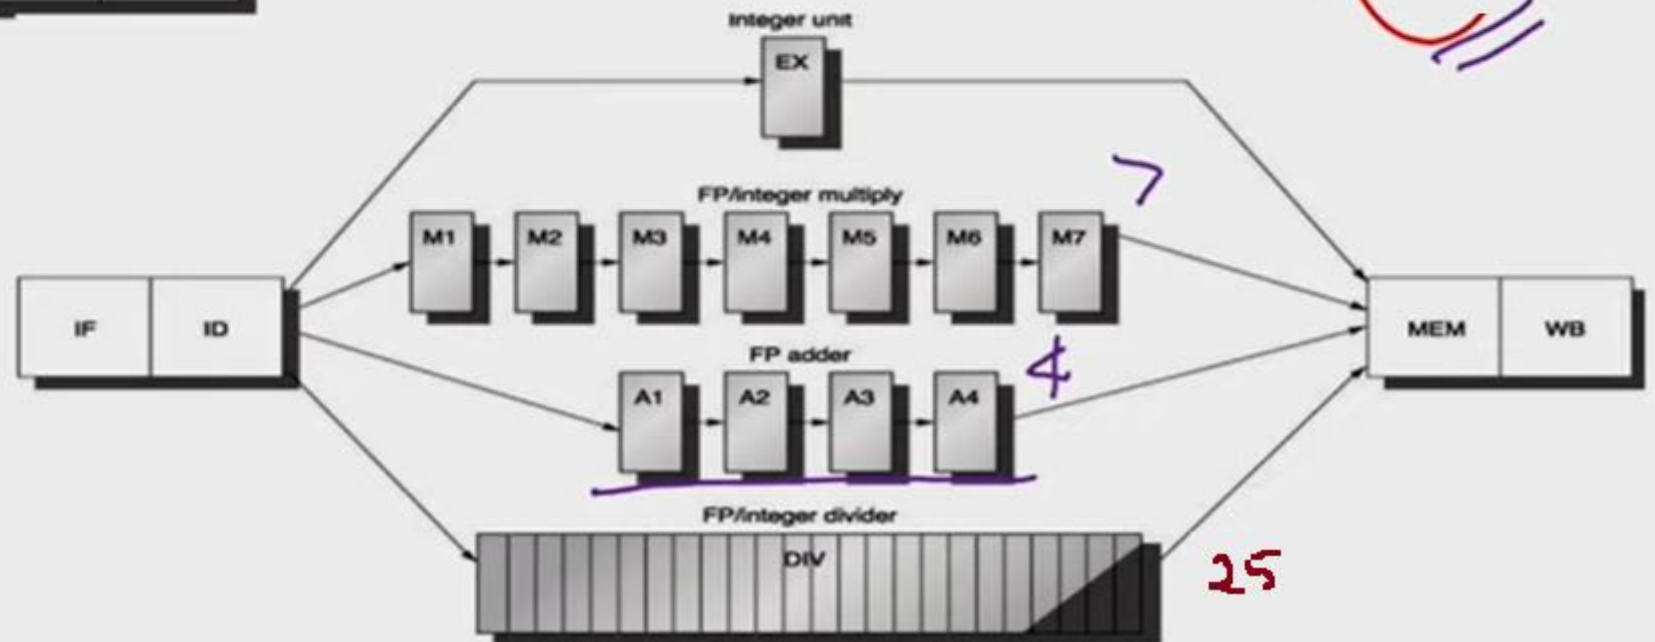 Integer unit
EX
FP/integer multiply
7
M1 M2 M3 M4 M5 M6 M7
IF ID
MEM WB
FP adder
4
A1 A2 A3 A4
FP/integer divider
DIV
25